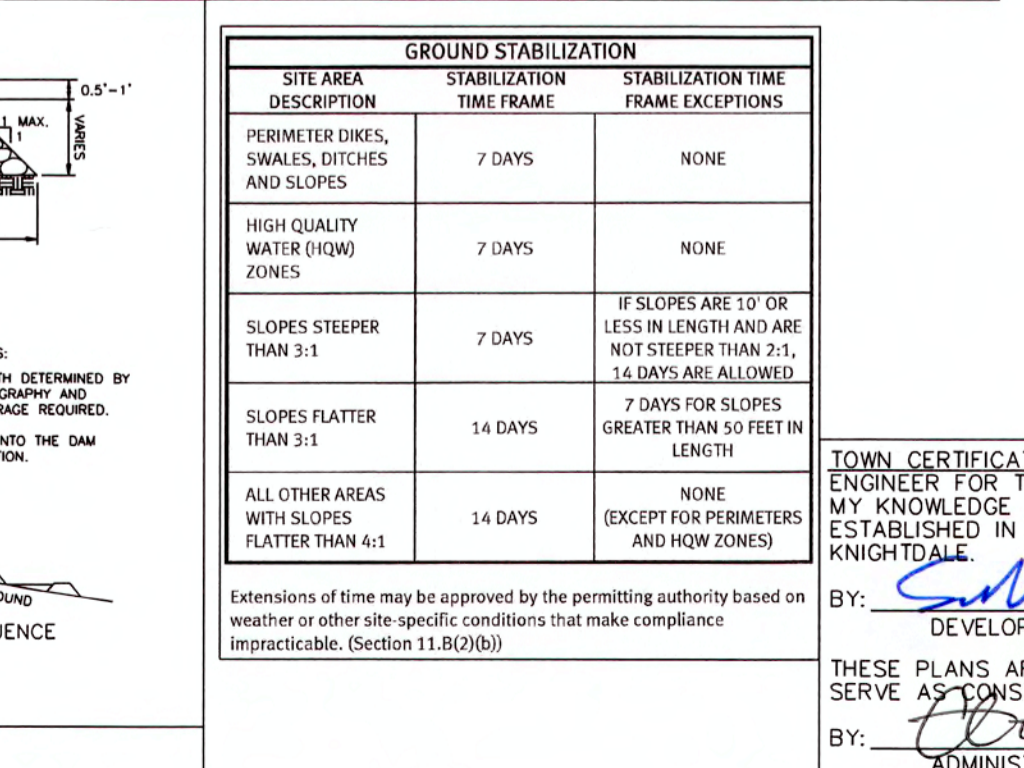 0.5'-1'
1 MAX.
1
VARIES
S:
TH DETERMINED BY
GRAPHY AND
RAGE REQUIRED.
NTO THE DAM
ION.
OUND
ENCE
GROUND STABILIZATION
SITE AREA DESCRIPTION
STABILIZATION TIME FRAME
STABILIZATION TIME FRAME EXCEPTIONS
PERIMETER DIKES,
SWALES, DITCHES
AND SLOPES
7 DAYS
NONE
HIGH QUALITY
WATER (HQW)
ZONES
7 DAYS
NONE
SLOPES STEEPER
THAN 3:1
7 DAYS
IF SLOPES ARE 10' OR
LESS IN LENGTH AND ARE
NOT STEEPER THAN 2:1,
14 DAYS ARE ALLOWED
SLOPES FLATTER
THAN 3:1
14 DAYS
7 DAYS FOR SLOPES
GREATER THAN 50 FEET IN
LENGTH
ALL OTHER AREAS
WITH SLOPES
FLATTER THAN 4:1
14 DAYS
NONE
(EXCEPT FOR PERIMETERS
AND HQW ZONES)
Extensions of time may be approved by the permitting authority based on
weather or other site-specific conditions that make compliance
impracticable. (Section 11.B(2)(b))
TOWN CERTIFICAT
ENGINEER FOR T
MY KNOWLEDGE
ESTABLISHED IN
KNIGHTDALE.
BY:
DEVELOP
THESE PLANS AR
SERVE AS CONS
BY:
ADMINIS